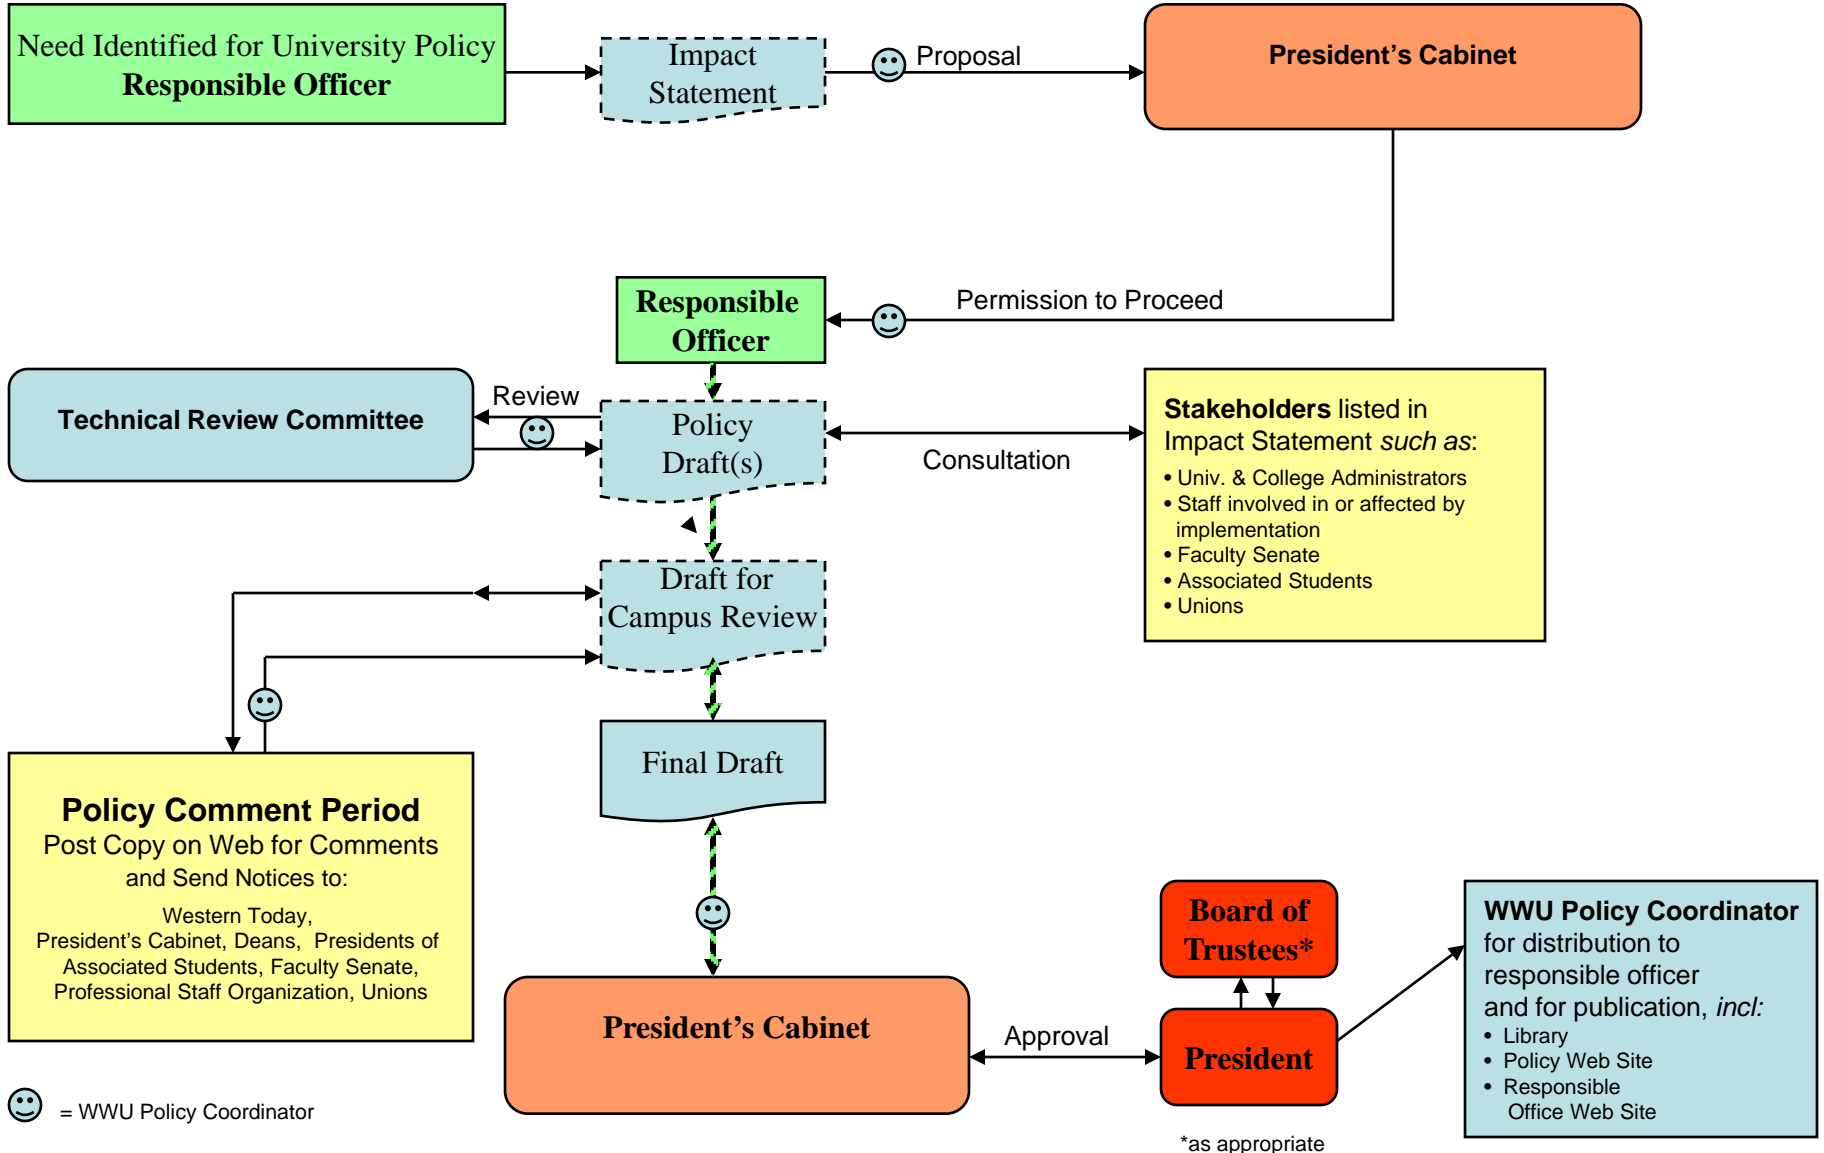 Need Identified for University Policy
Responsible Officer
Impact
Statement
Proposal
President’s Cabinet
Permission to Proceed
Responsible
Officer
Technical Review Committee
Review
Policy
Draft(s)
Consultation
Stakeholders listed in
Impact Statement such as:
• Univ. & College Administrators
• Staff involved in or affected by
implementation
• Faculty Senate
• Associated Students
• Unions
Draft for
Campus Review
Final Draft
Policy Comment Period
Post Copy on Web for Comments
and Send Notices to:
Western Today,
President’s Cabinet, Deans, Presidents of
Associated Students, Faculty Senate,
Professional Staff Organization, Unions
President’s Cabinet
Approval
Board of
Trustees*
President
WWU Policy Coordinator
for distribution to
responsible officer
and for publication, incl:
• Library
• Policy Web Site
• Responsible
Office Web Site
= WWU Policy Coordinator
*as appropriate